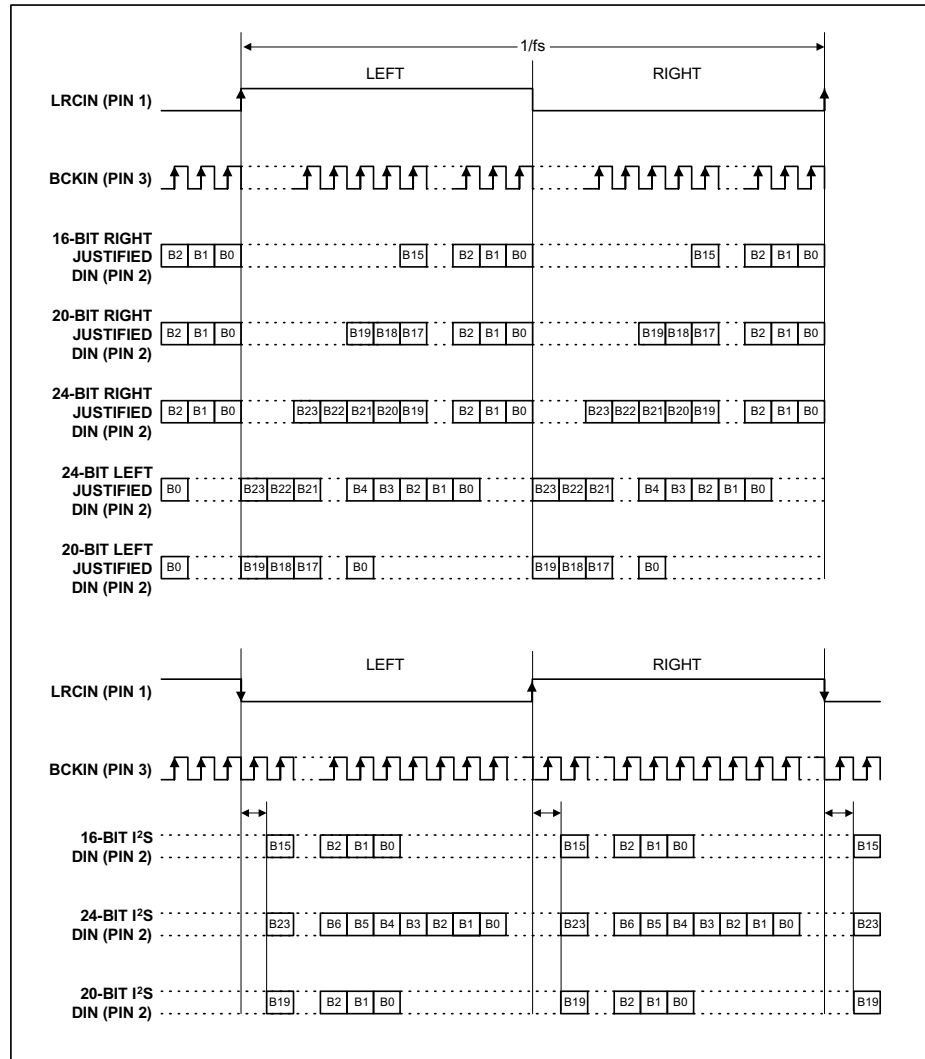 1/fs
LEFT RIGHT
LRCIN (PIN 1)
BCKIN (PIN 3)
16-BIT RIGHT
JUSTIFIED
DIN (PIN 2)
B2 B1 B0 B15 B2 B1 B0 B15 B2 B1 B0
20-BIT RIGHT
JUSTIFIED
DIN (PIN 2)
B2 B1 B0 B19 B18 B17 B2 B1 B0 B19 B18 B17 B2 B1 B0
24-BIT RIGHT
JUSTIFIED
DIN (PIN 2)
B2 B1 B0 B23 B22 B21 B20 B19 B2 B1 B0 B23 B22 B21 B20 B19 B2 B1 B0
24-BIT LEFT
JUSTIFIED
DIN (PIN 2)
B0 B23 B22 B21 B4 B3 B2 B1 B0 B23 B22 B21 B4 B3 B2 B1 B0
20-BIT LEFT
JUSTIFIED
DIN (PIN 2)
B0 B19 B18 B17 B0 B19 B18 B17 B0
LEFT RIGHT
LRCIN (PIN 1)
BCKIN (PIN 3)
16-BIT I²S
DIN (PIN 2)
B15 B2 B1 B0 B15 B2 B1 B0 B15
24-BIT I²S
DIN (PIN 2)
B23 B6 B5 B4 B3 B2 B1 B0 B23 B6 B5 B4 B3 B2 B1 B0 B23
20-BIT I²S
DIN (PIN 2)
B19 B2 B1 B0 B19 B2 B1 B0 B19